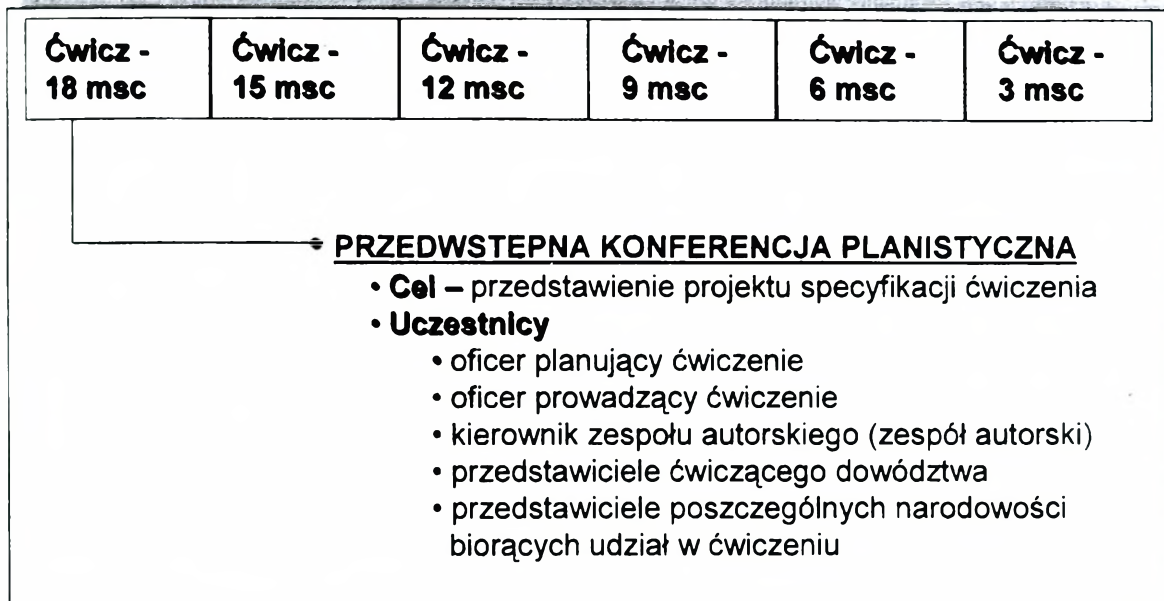 Ćwicz - Ćwicz - Ćwicz - Ćwicz - Ćwicz - Ćwicz -
18 msc 15 msc 12 msc 9 msc 6 msc 3 msc
PRZEDWSTĘPNA KONFERENCJA PLANISTYCZNA
• Cel – przedstawienie projektu specyfikacji ćwiczenia
• Uczestnicy
• oficer planujący ćwiczenie
• oficer prowadzący ćwiczenie
• kierownik zespołu autorskiego (zespół autorski)
• przedstawiciele ćwiczącego dowództwa
• przedstawiciele poszczególnych narodowości
biorących udział w ćwiczeniu